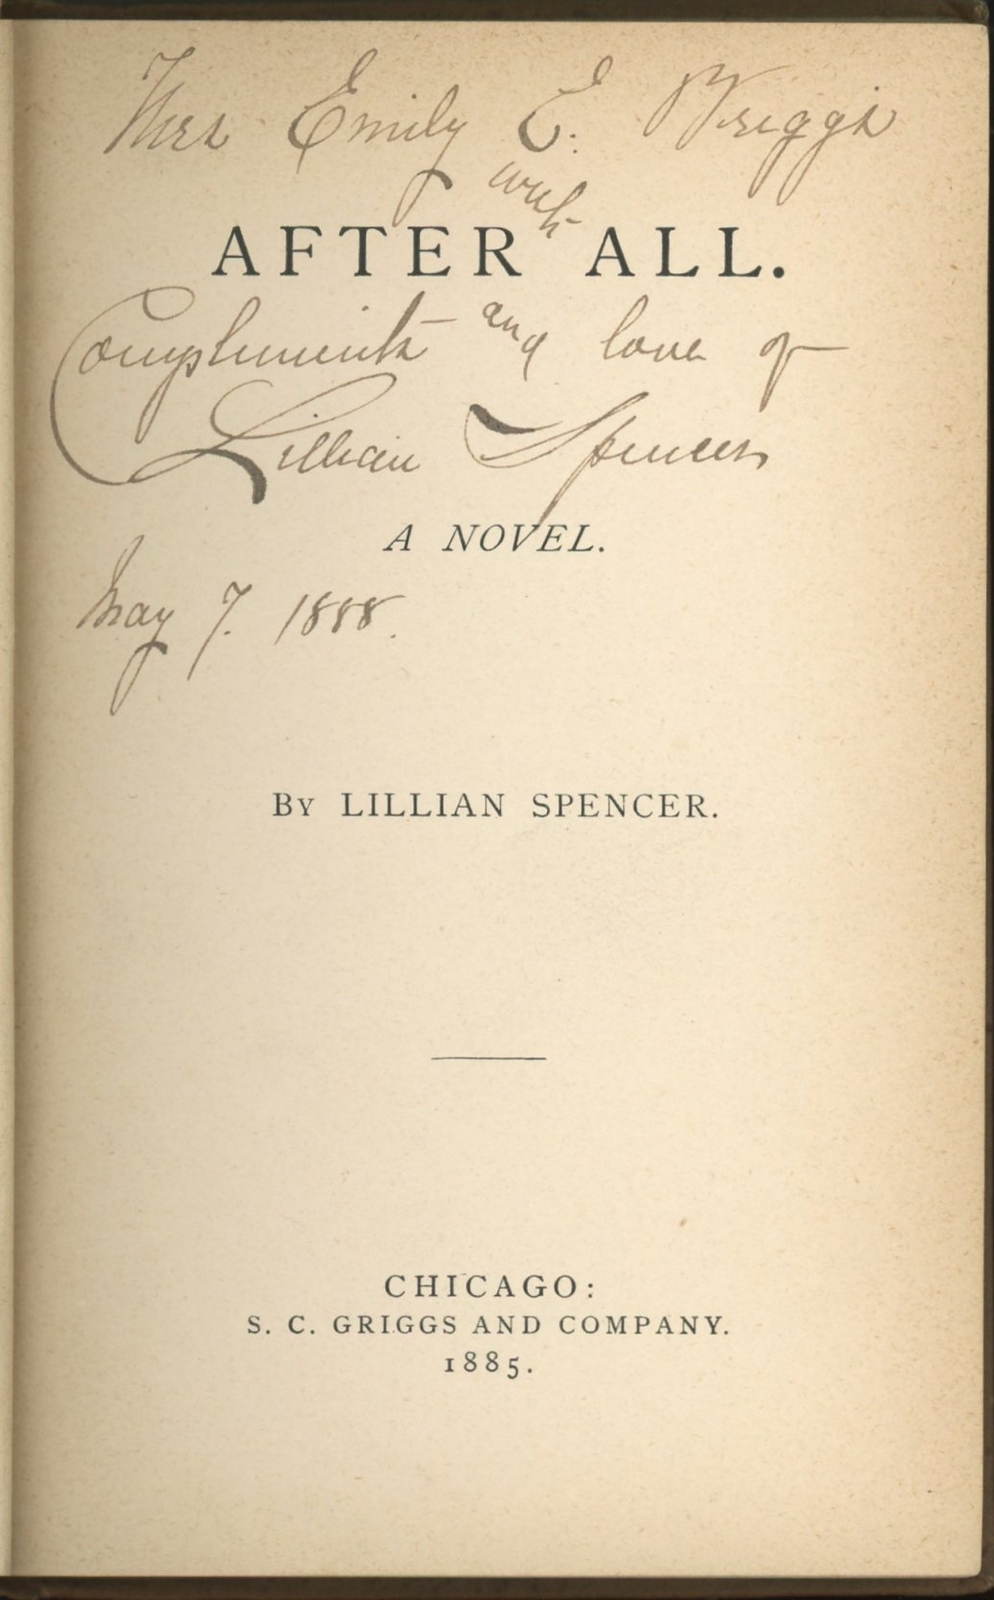 Mrs Emily E. Briggs
with
AFTER ALL.
Compliments and love of
Lillian Spencer
A NOVEL.
May 7. 1888.
By LILLIAN SPENCER.
CHICAGO:
S. C. GRIGGS AND COMPANY.
1885.